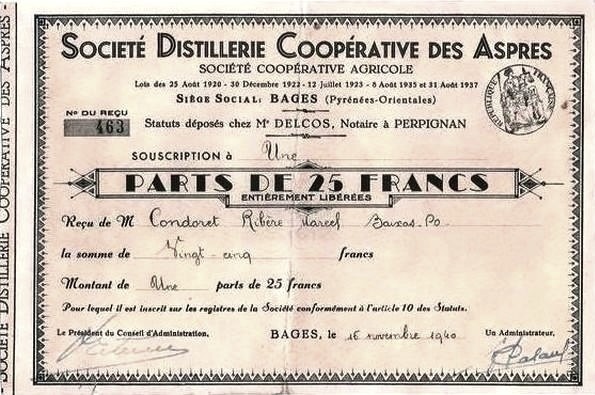 SOCIETÉ DISTILLERIE COOPÉRATIVE DES ASPRES
SOCIÉTÉ COOPÉRATIVE AGRICOLE
Lois des 25 Août 1920 - 30 Décembre 1922 - 12 Juillet 1923 - 8 Août 1935 et 31 Août 1937
SIÈGE SOCIAL: BAGES (Pyrénées-Orientales)
No DU REÇU
463
Statuts déposés chez Me DELCOS, Notaire à PERPIGNAN
RÉPUBLIQUE FRANÇAISE
SOUSCRIPTION à Une
PARTS DE 25 FRANCS
ENTIÈREMENT LIBÉRÉES
Reçu de M Condoret Ribère Marcel Baixas P.O
la somme de Vingt-cinq francs
Montant de Une parts de 25 francs
Pour lequel il est inscrit sur les registres de la Société conformément à l'article 10 des Statuts.
Le Président du Conseil d'Administration,
BAGES, le 16 novembre 1940
Un Administrateur,
- SOCIÉTÉ DISTILLERIE COOPÉRATIVE DES ASPRES -